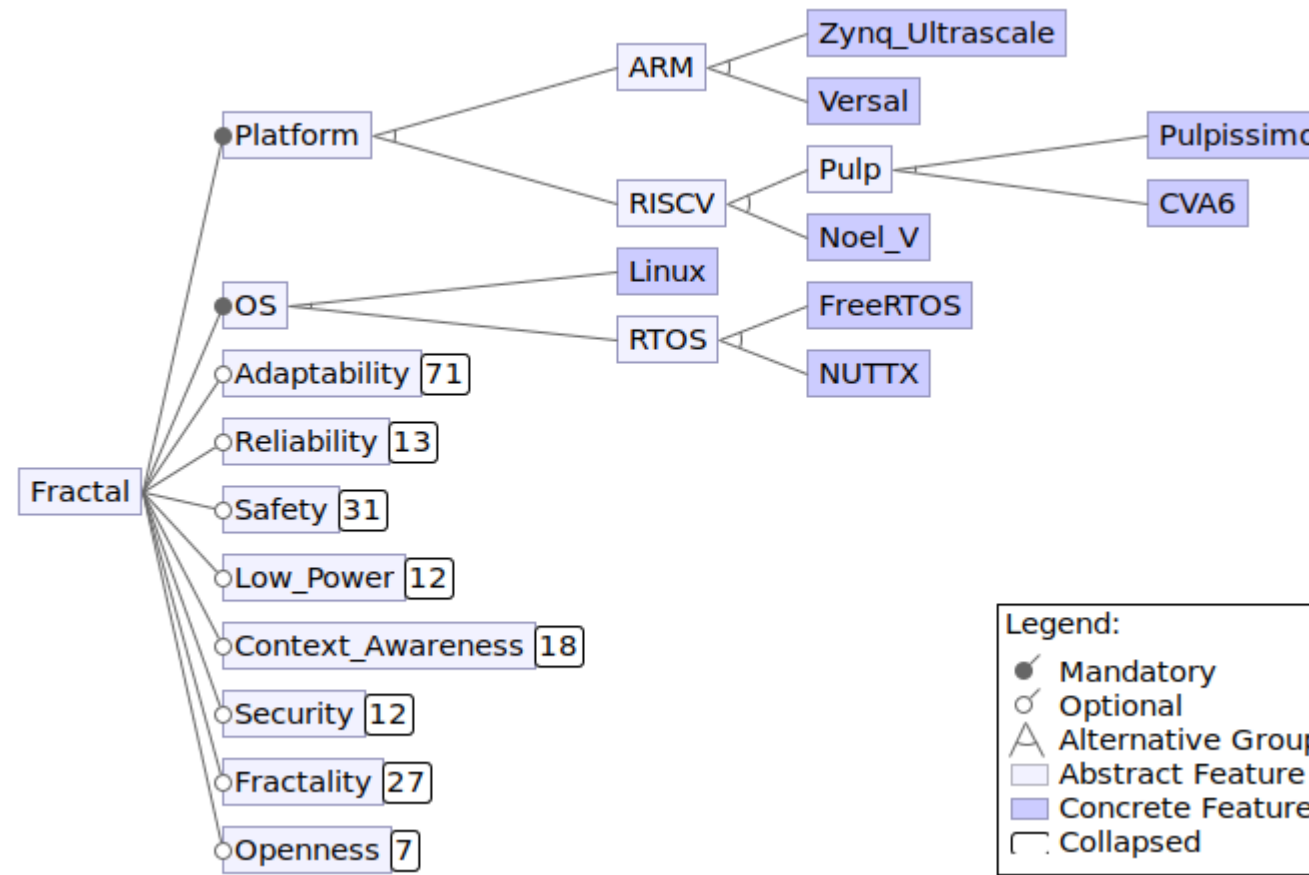 Zynq_Ultrascale
ARM
Versal
Platform
Pulpissimo
Pulp
RISCV
CVA6
Noel_V
Linux
OS
FreeRTOS
RTOS
NUTTX
Adaptability 71
Reliability 13
Fractal
Safety 31
Low_Power 12
Context_Awareness 18
Security 12
Fractality 27
Openness 7
Legend:
Mandatory
Optional
Alternative Group
Abstract Feature
Concrete Feature
Collapsed